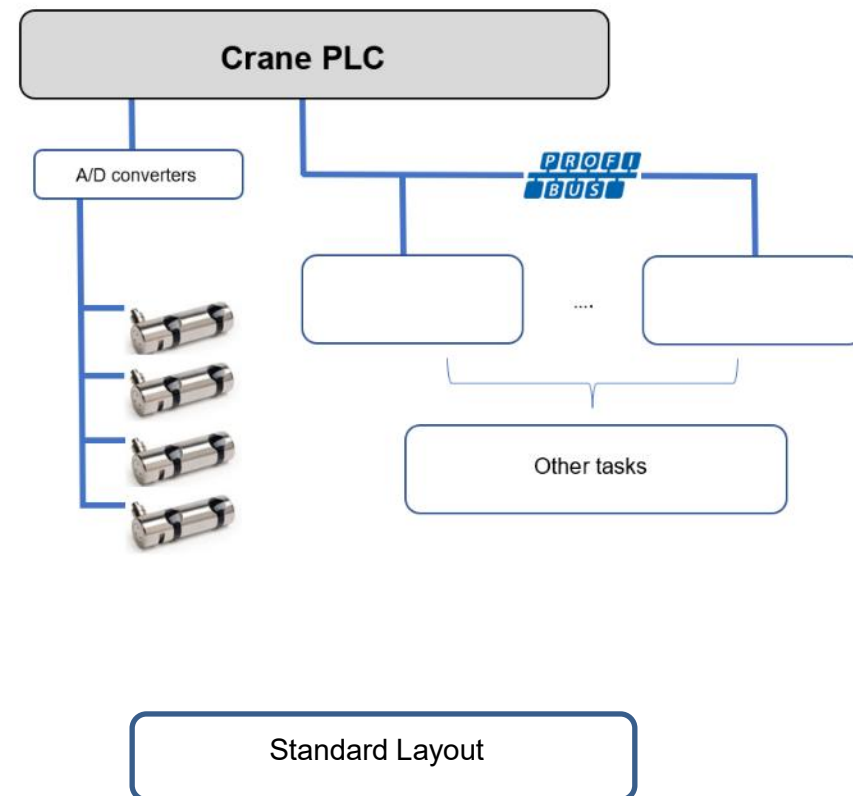 Crane PLC
A/D converters
PROFI
BUS
....
Other tasks
Standard Layout